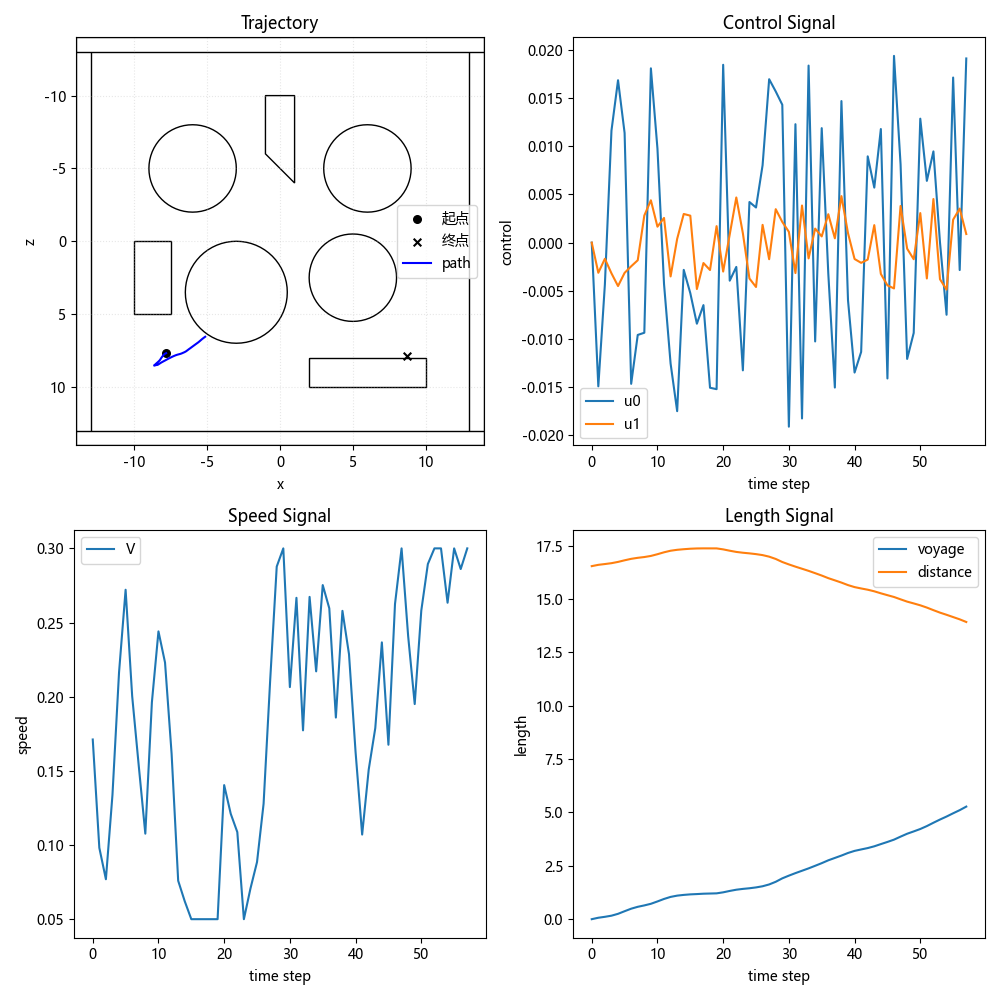 Trajectory
-10
-5
0
5
10
z
-10
-5
0
5
10
x
起点
终点
path
Control Signal
0.020
0.015
0.010
0.005
0.000
-0.005
-0.010
-0.015
-0.020
control
0
10
20
30
40
50
time step
u0
u1
Speed Signal
0.30
0.25
0.20
0.15
0.10
0.05
speed
0
10
20
30
40
50
time step
V
Length Signal
17.5
15.0
12.5
10.0
7.5
5.0
2.5
0.0
length
0
10
20
30
40
50
time step
voyage
distance